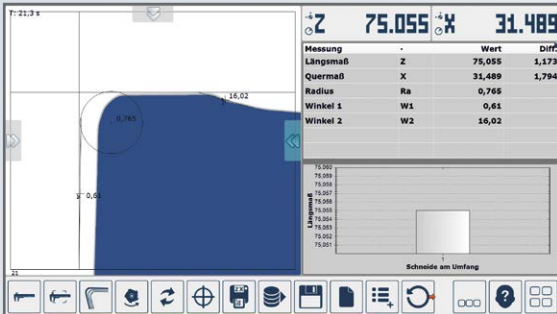 T: 21,3 s
Z 75.055 X 31.489
Messung - Wert Diff.
Längsmaß Z 75,055 1,173
Quermaß X 31,489 1,794
Radius Ra 0,765
Winkel 1 W1 0,61
Winkel 2 W2 16,02
16,02
0,765
0,61
21
Längsmaß
75,060
75,059
75,058
75,057
75,056
75,055
75,054
75,053
75,052
75,051
1
Schneide am Umfang